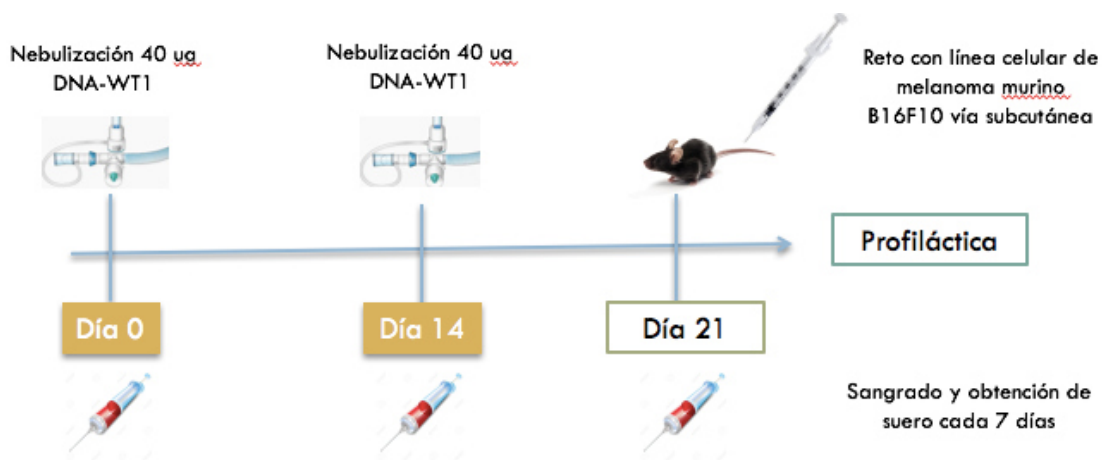 Nebulización 40 ug
DNA-WT1
Nebulización 40 ug
DNA-WT1
Reto con línea celular de
melanoma murino
B16F10 vía subcutánea
Profiláctica
Día 0
Día 14
Día 21
Sangrado y obtención de
suero cada 7 días